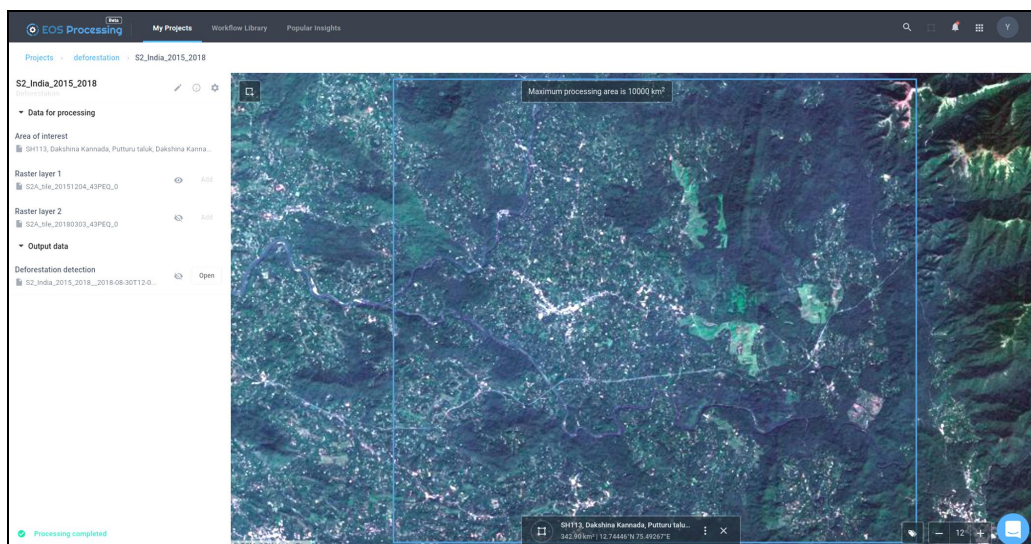 Beta
EOS Processing
My Projects
Workflow Library
Popular Insights
Y
Projects > deforestation > S2_India_2015_2018
S2_India_2015_2018
Deforestation
Data for processing
Area of interest
SH113, Dakshina Kannada, Putturu taluk, Dakshina Kanna...
Raster layer 1
S2A_tile_20151204_43PEQ_0
Add
Raster layer 2
S2A_tile_20180303_43PEQ_0
Add
Output data
Deforestation detection
S2_India_2015_2018__2018-08-30T12-0...
Open
Processing completed
Maximum processing area is 10000 km²
SH113, Dakshina Kannada, Putturu talu...
342.90 km² | 12.74446°N 75.49267°E
12